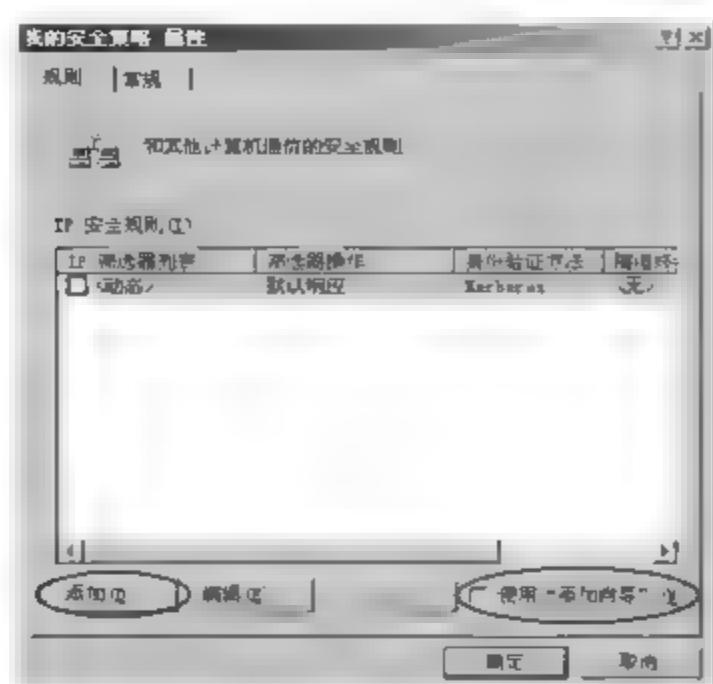 我的安全策略 属性
规则 常规
和其他计算机通信的安全规则
IP 安全规则(I)
IP 筛选器列表 筛选器操作 身份验证方法 隧道终
<动态> 默认响应 Kerberos <无>
添加(D) 编辑(E) 使用"添加向导"(W)
确定 取消